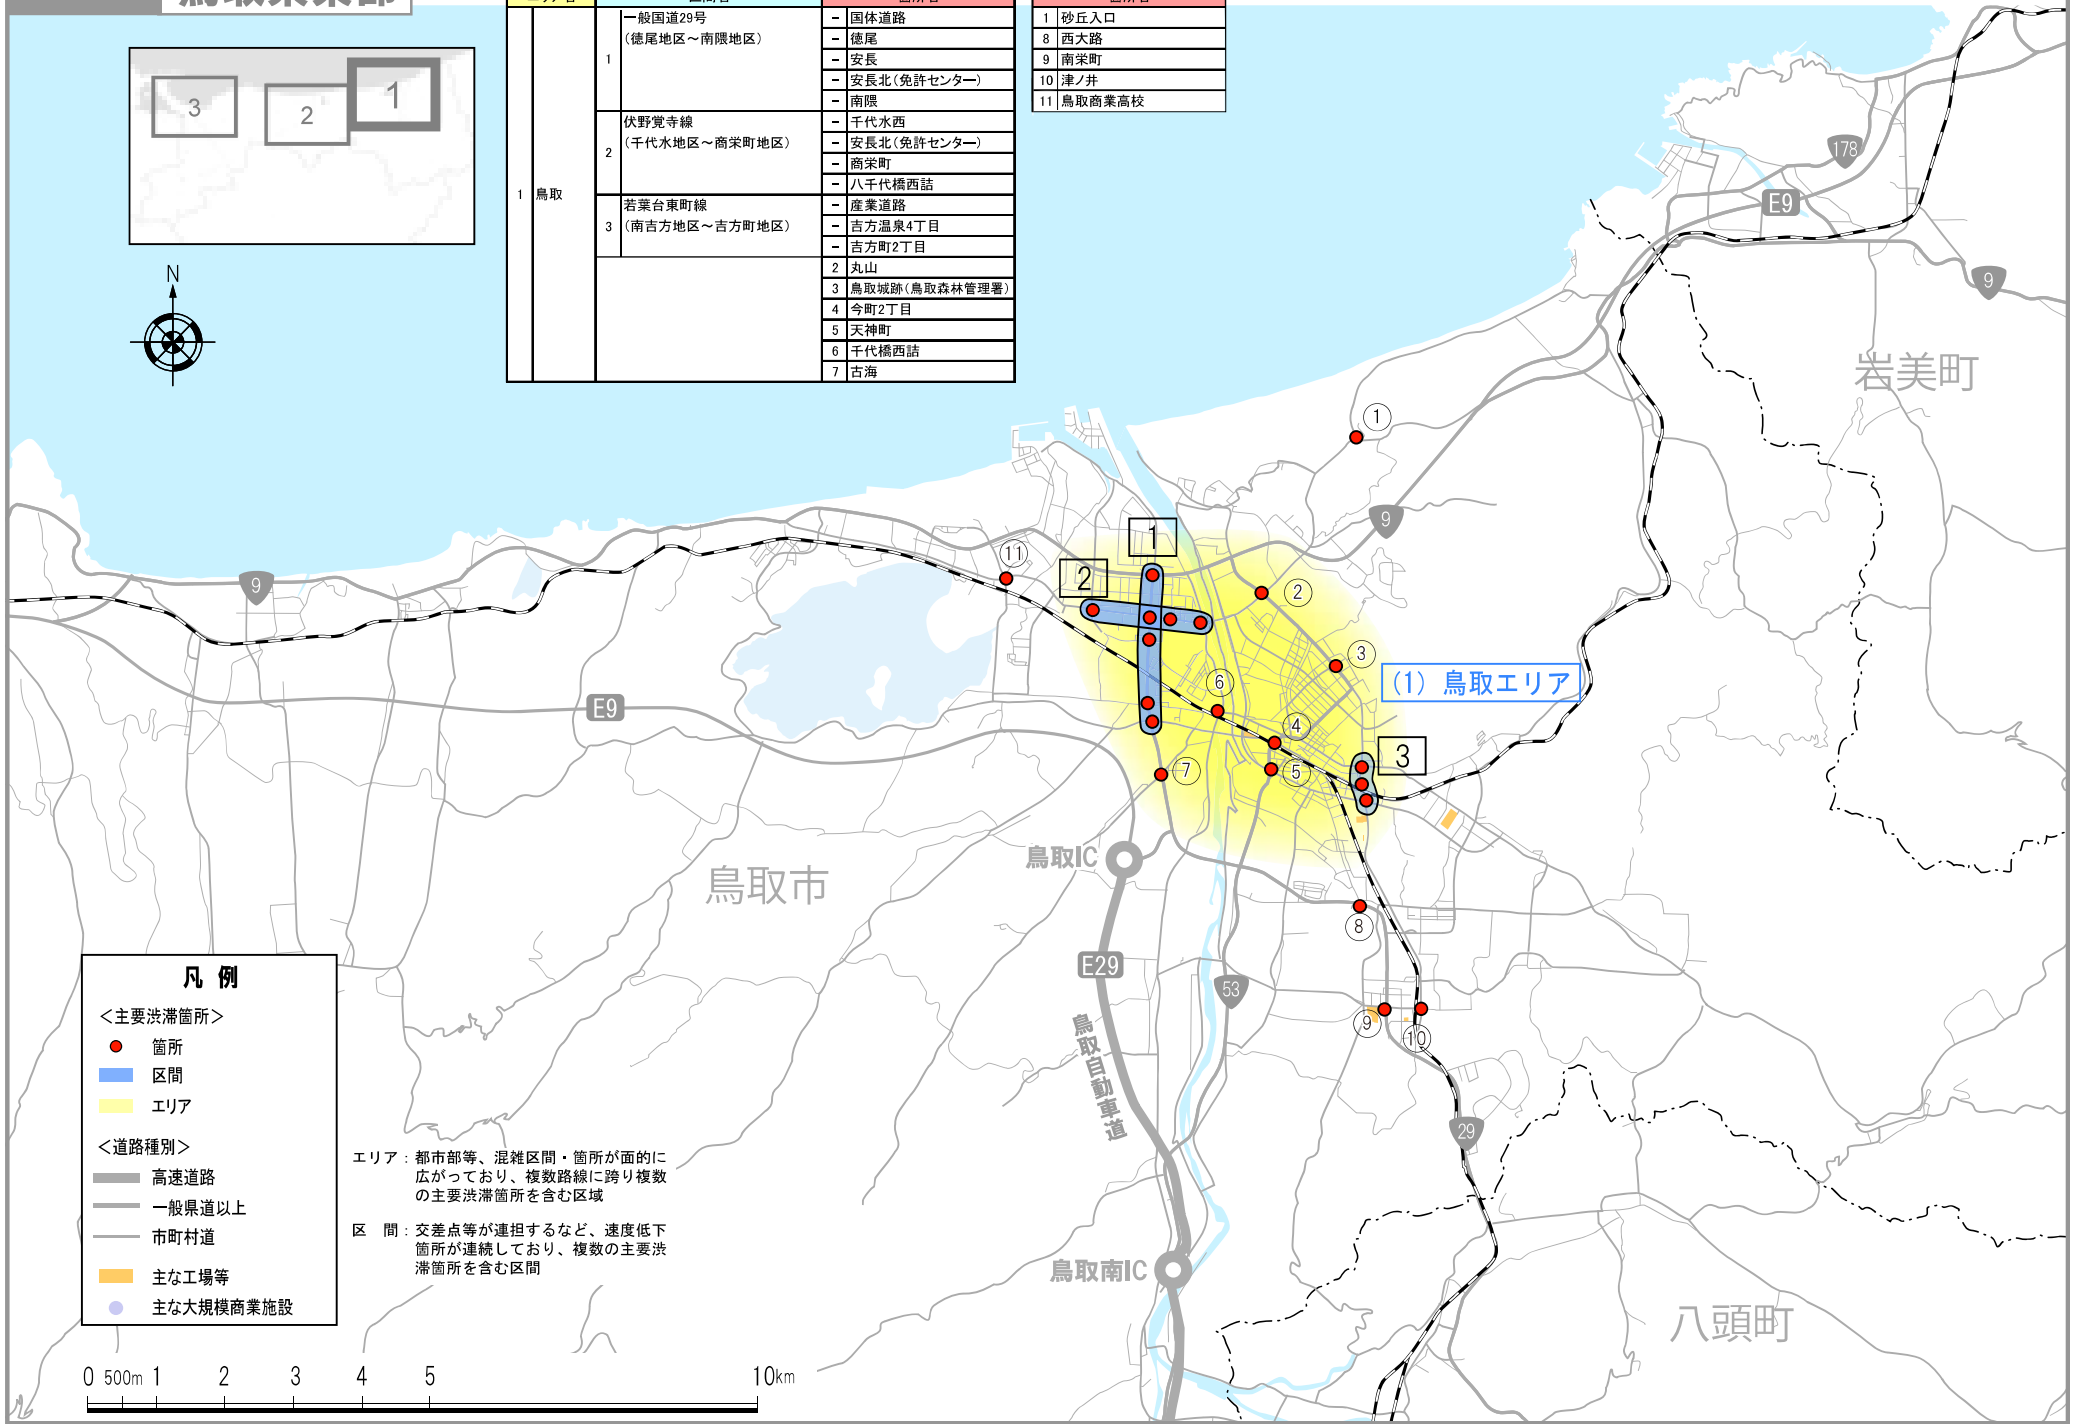 1 鳥取
1 一般国道29号
(徳尾地区～南隈地区)
－ 国体道路
－ 徳尾
－ 安長
－ 安長北(免許センター)
－ 南隈
2 伏野覚寺線
(千代水地区～商栄町地区)
－ 千代水西
－ 安長北(免許センター)
－ 商栄町
－ 八千代橋西詰
3 若葉台東町線
(南吉方地区～吉方町地区)
－ 産業道路
－ 吉方温泉4丁目
－ 吉方町2丁目
2 丸山
3 鳥取城跡(鳥取森林管理署)
4 今町2丁目
5 天神町
6 千代橋西詰
7 古海
1 砂丘入口
8 西大路
9 南栄町
10 津ノ井
11 鳥取商業高校
3
2
1
N
178
E9
9
岩美町
①
9
1
⑪
2
9
②
③
(1) 鳥取エリア
⑥
E9
④
3
⑤
⑦
鳥取IC
鳥取市
⑧
E29
53
⑨
⑩
鳥取自動車道
29
鳥取南IC
八頭町
凡 例
＜主要渋滞箇所＞
箇所
区間
エリア
＜道路種別＞
高速道路
一般県道以上
市町村道
主な工場等
主な大規模商業施設
エリア：都市部等、混雑区間・箇所が面的に
広がっており、複数路線に跨り複数
の主要渋滞箇所を含む区域
区 間：交差点等が連担するなど、速度低下
箇所が連続しており、複数の主要渋
滞箇所を含む区間
0 500m 1 2 3 4 5 10km